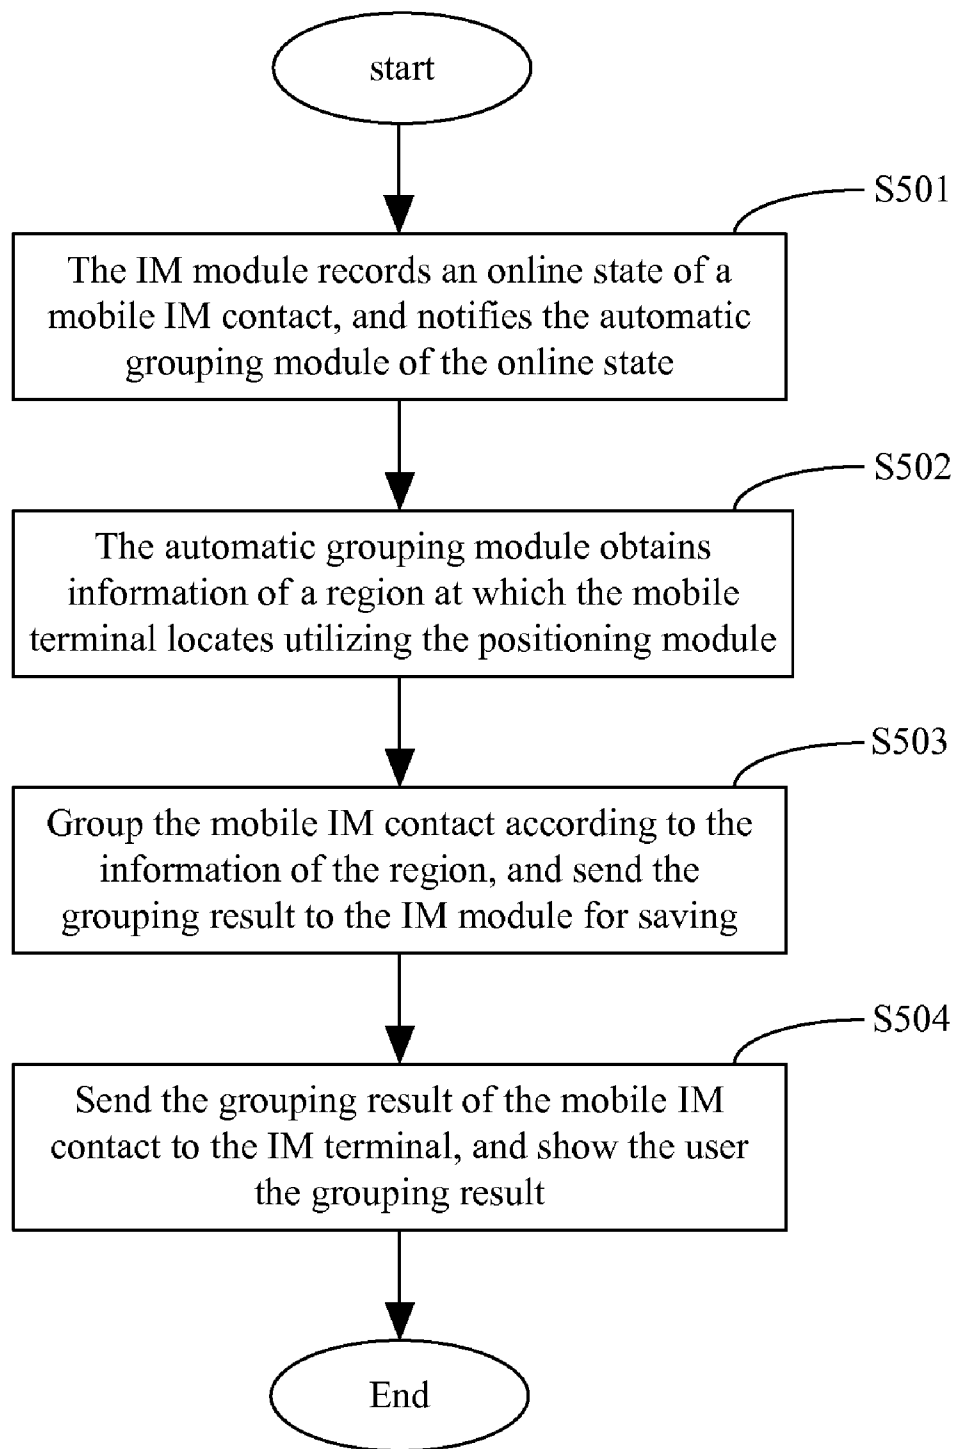 start
S501
The IM module records an online state of a
mobile IM contact, and notifies the automatic
grouping module of the online state
S502
The automatic grouping module obtains
information of a region at which the mobile
terminal locates utilizing the positioning module
S503
Group the mobile IM contact according to the
information of the region, and send the
grouping result to the IM module for saving
S504
Send the grouping result of the mobile IM
contact to the IM terminal, and show the user
the grouping result
End